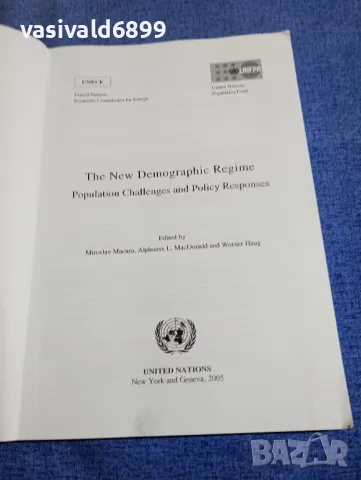 vasivald6899
UNECE
United Nations
Economic Commission for Europe
UNFPA
United Nations
Population Fund
The New Demographic Regime
Population Challenges and Policy Responses
Edited by
Miroslav Macura, Alphonse L. MacDonald and Werner Haug
UNITED NATIONS
New York and Geneva, 2005
BAZAR